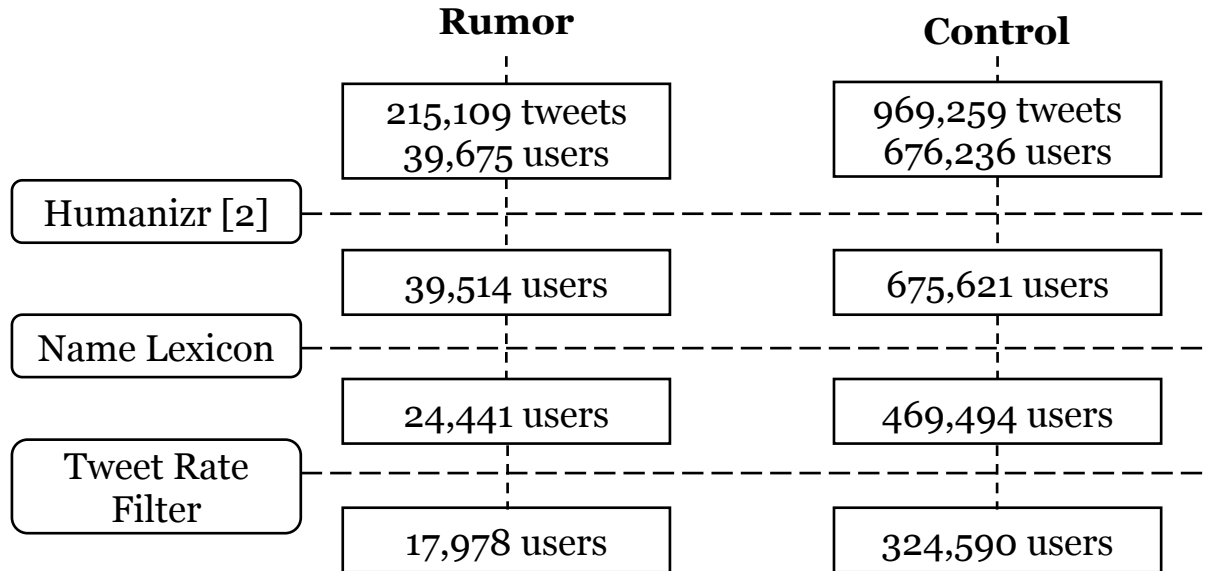 Rumor
Control
215,109 tweets
39,675 users
969,259 tweets
676,236 users
Humanizr [2]
39,514 users
675,621 users
Name Lexicon
24,441 users
469,494 users
Tweet Rate
Filter
17,978 users
324,590 users